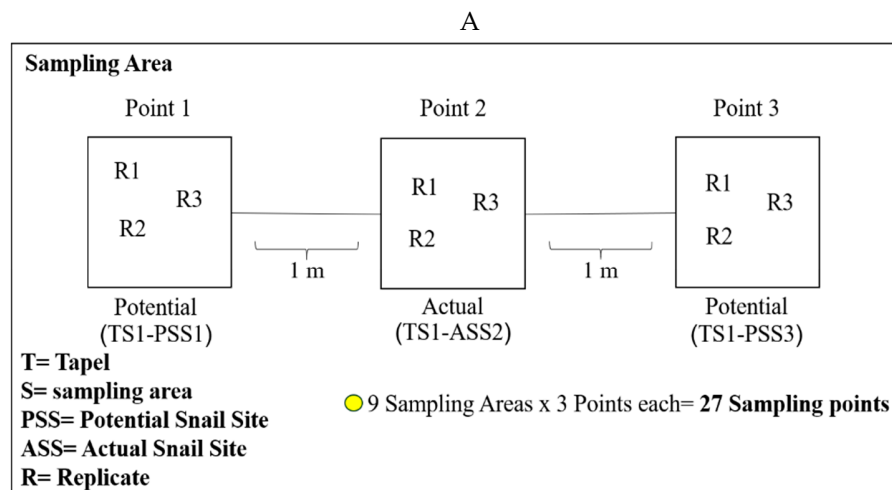 A
Sampling Area
Point 1 Point 2 Point 3
R1 R3 R2
R1 R3 R2
R1 R3 R2
1 m 1 m
Potential Actual Potential
(TS1-PSS1) (TS1-ASS2) (TS1-PSS3)
T= Tapel
S= sampling area
PSS= Potential Snail Site
ASS= Actual Snail Site
R= Replicate
9 Sampling Areas x 3 Points each= 27 Sampling points